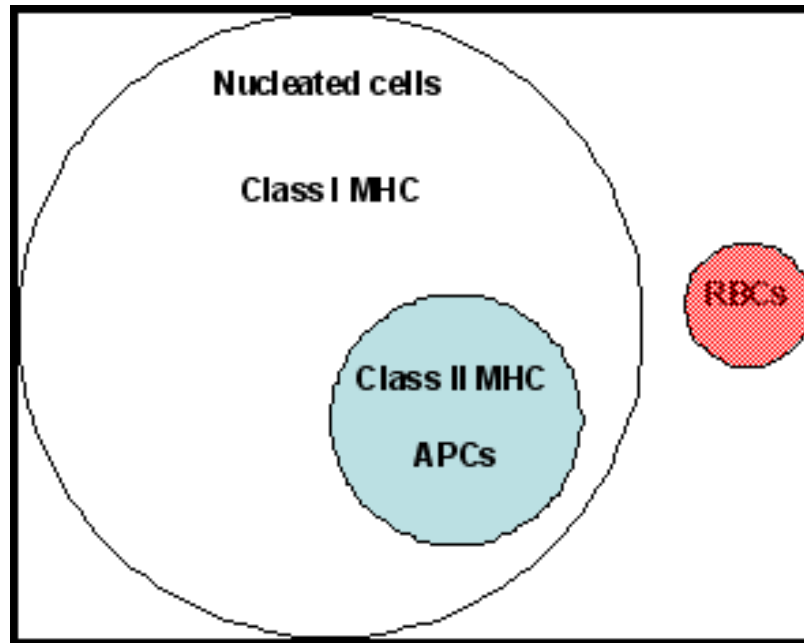 Nucleated cells
Class I MHC
RBCs
Class II MHC
APCs